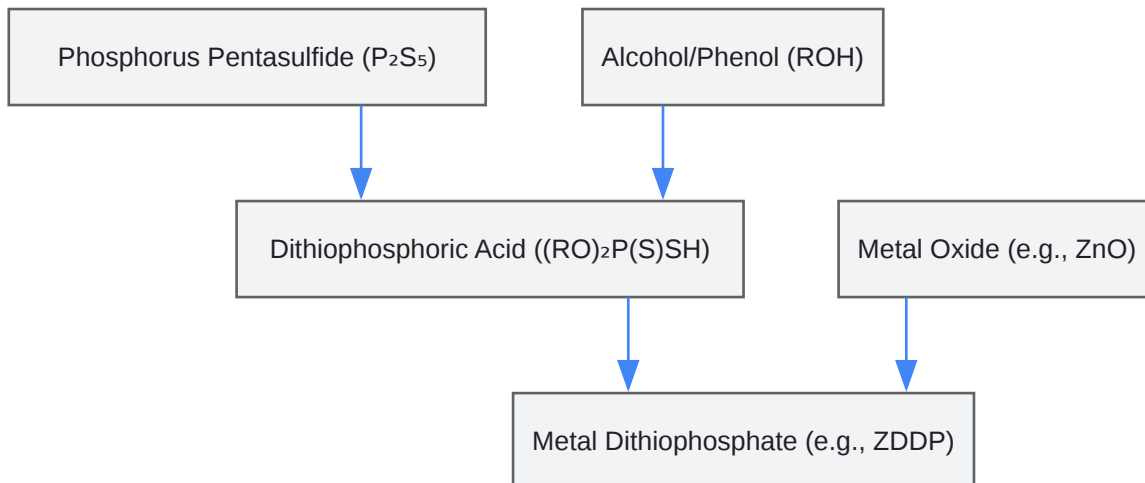 Phosphorus Pentasulfide (P₂S₅)
Alcohol/Phenol (ROH)
Dithiophosphoric Acid ((RO)₂P(S)SH)
Metal Oxide (e.g., ZnO)
Metal Dithiophosphate (e.g., ZDDP)